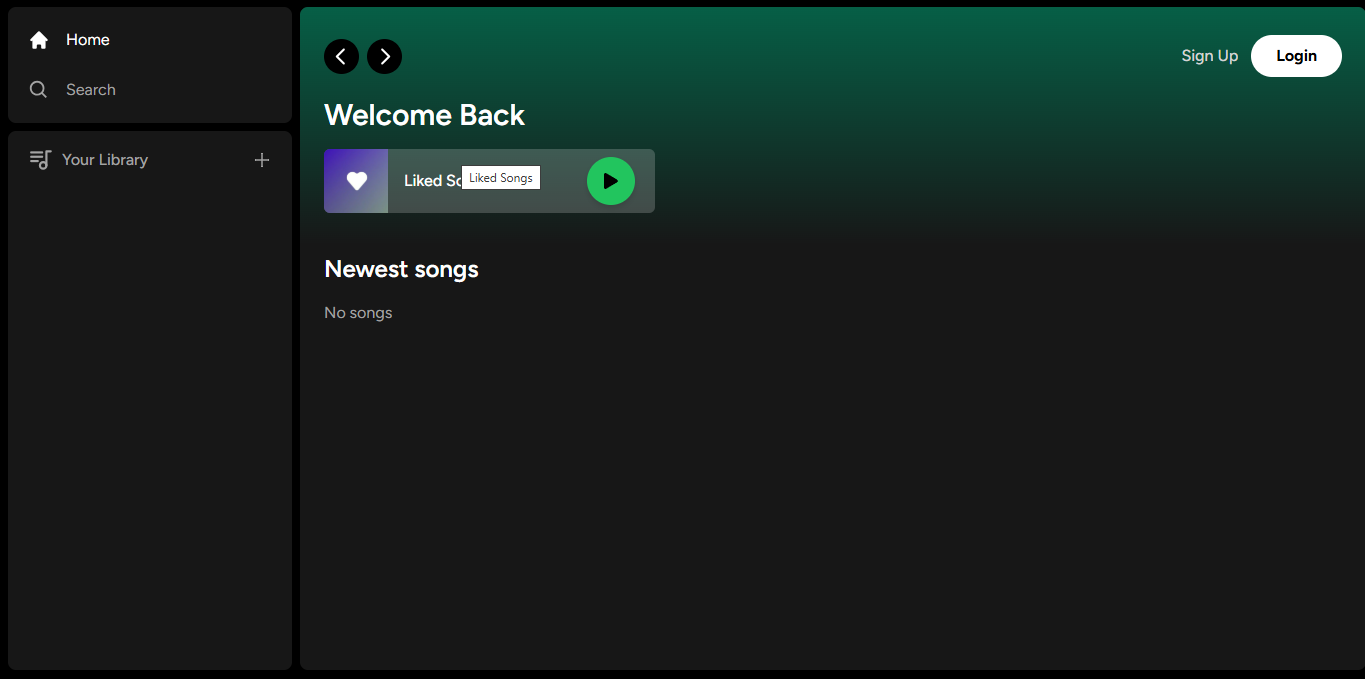 Home
Search
Your Library
Sign Up
Login
Welcome Back
Liked So
Liked Songs
Newest songs
No songs